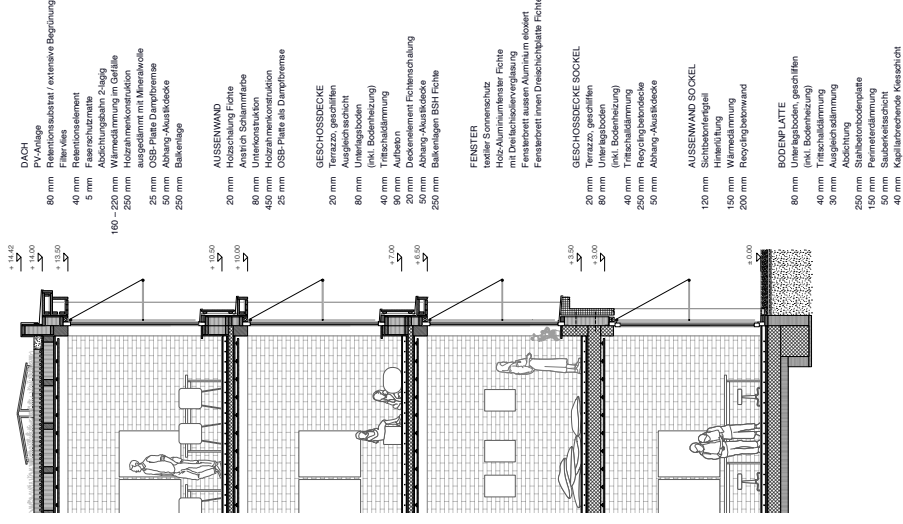 DACH
PV-Anlage
80 mm Retentionssubstrat / extensive Begrünung
Filtervlies
40 mm Retentionselement
5 mm Faserschutzmatte
Abdichtungsbahn 2-lagig
160 – 220 mm Wärmedämmung im Gefälle
250 mm Holzrahmenkonstruktion
ausgedämmt mit Mineralwolle
25 mm OSB-Platte Dampfbremse
50 mm Abhang-Akustikdecke
250 mm Balkenlage
AUSSENWAND
20 mm Holzschalung Fichte
Anstrich Schlammfarbe
80 mm Unterkonstruktion
450 mm Holzrahmenkonstruktion
25 mm OSB-Platte als Dampfbremse
GESCHOSSDECKE
20 mm Terrazzo, geschliffen
Ausgleichsschicht
80 mm Unterlagsboden
(inkl. Bodenheizung)
40 mm Trittschalldämmung
90 mm Aufbeton
20 mm Deckenelement Fichtenschalung
50 mm Abhang-Akustikdecke
250 mm Balkenlagen BSH Fichte
FENSTER
textiler Sonnenschutz
Holz-Aluminiumfenster Fichte
mit Dreifachisolierverglasung
Fensterbrett aussen Aluminium eloxiert
Fensterbrett innen Dreischichtplatte Fichte
GESCHOSSDECKE SOCKEL
20 mm Terrazzo, geschliffen
80 mm Unterlagsboden
(inkl. Bodenheizung)
40 mm Trittschalldämmung
250 mm Recyclingbetondecke
50 mm Abhang-Akustikdecke
AUSSENWAND SOCKEL
120 mm Sichtbetonfertigteil
Hinterlüftung
150 mm Wärmedämmung
200 mm Recyclingbetonwand
BODENPLATTE
80 mm Unterlagsboden, geschliffen
(inkl. Bodenheizung)
40 mm Trittschalldämmung
30 mm Ausgleichsdämmung
Abdichtung
250 mm Stahlbetonbodenplatte
150 mm Perimeterdämmung
50 mm Sauberkeitsschicht
40 mm Kapillarbrechende Kiesschicht
+ 14.42
+ 14.00
+ 13.50
+ 10.50
+ 10.00
+ 7.00
+ 6.50
+ 3.50
+ 3.00
± 0.00